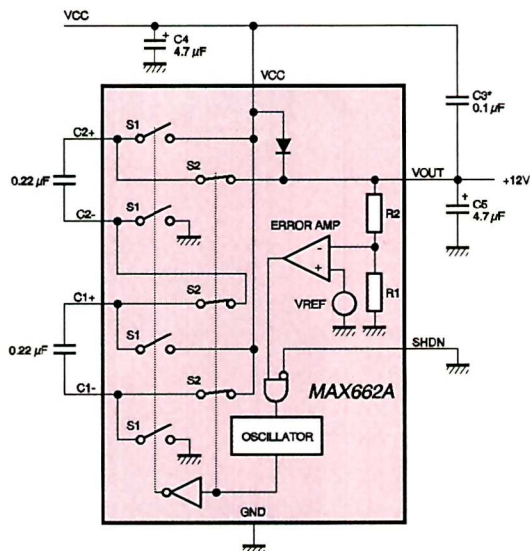 VCC
C4
+
4.7 µF
VCC
C3*
0.1 µF
C2+
S1
S2
0.22 µF
VOUT
+12V
C2-
S1
R2
+
C5
4.7 µF
ERROR AMP
-
+
C1+
S2
R1
VREF
0.22 µF
S1
SHDN
C1-
S2
MAX662A
S1
OSCILLATOR
GND